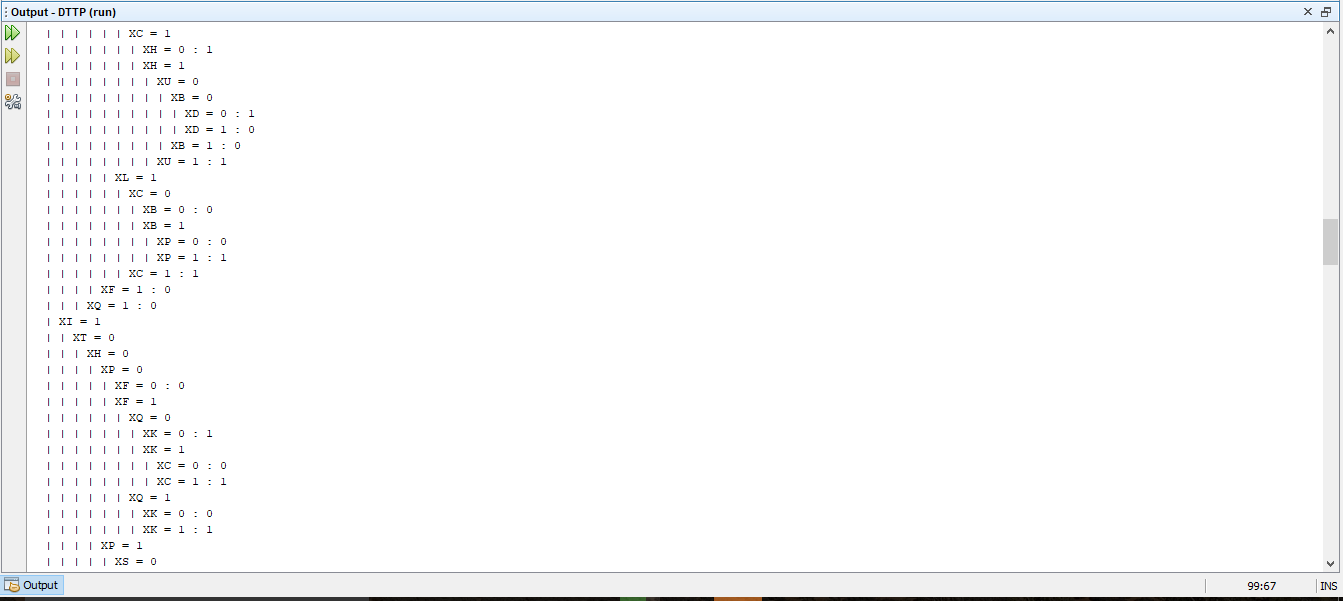 Output - DTTP (run)
| | | | | | XC = 1
| | | | | | | XH = 0 : 1
| | | | | | | XH = 1
| | | | | | | | XU = 0
| | | | | | | | | XB = 0
| | | | | | | | | | XD = 0 : 1
| | | | | | | | | | XD = 1 : 0
| | | | | | | | | XB = 1 : 0
| | | | | | | | XU = 1 : 1
| | | | | XL = 1
| | | | | | XC = 0
| | | | | | | XB = 0 : 0
| | | | | | | XB = 1
| | | | | | | | XP = 0 : 0
| | | | | | | | XP = 1 : 1
| | | | | | XC = 1 : 1
| | | | XF = 1 : 0
| | | XQ = 1 : 0
| XI = 1
| | XT = 0
| | | XH = 0
| | | | XP = 0
| | | | | XF = 0 : 0
| | | | | XF = 1
| | | | | | XQ = 0
| | | | | | | XK = 0 : 1
| | | | | | | XK = 1
| | | | | | | | XC = 0 : 0
| | | | | | | | XC = 1 : 1
| | | | | | XQ = 1
| | | | | | | XK = 0 : 0
| | | | | | | XK = 1 : 1
| | | | XP = 1
| | | | | XS = 0
Output
99:67
INS